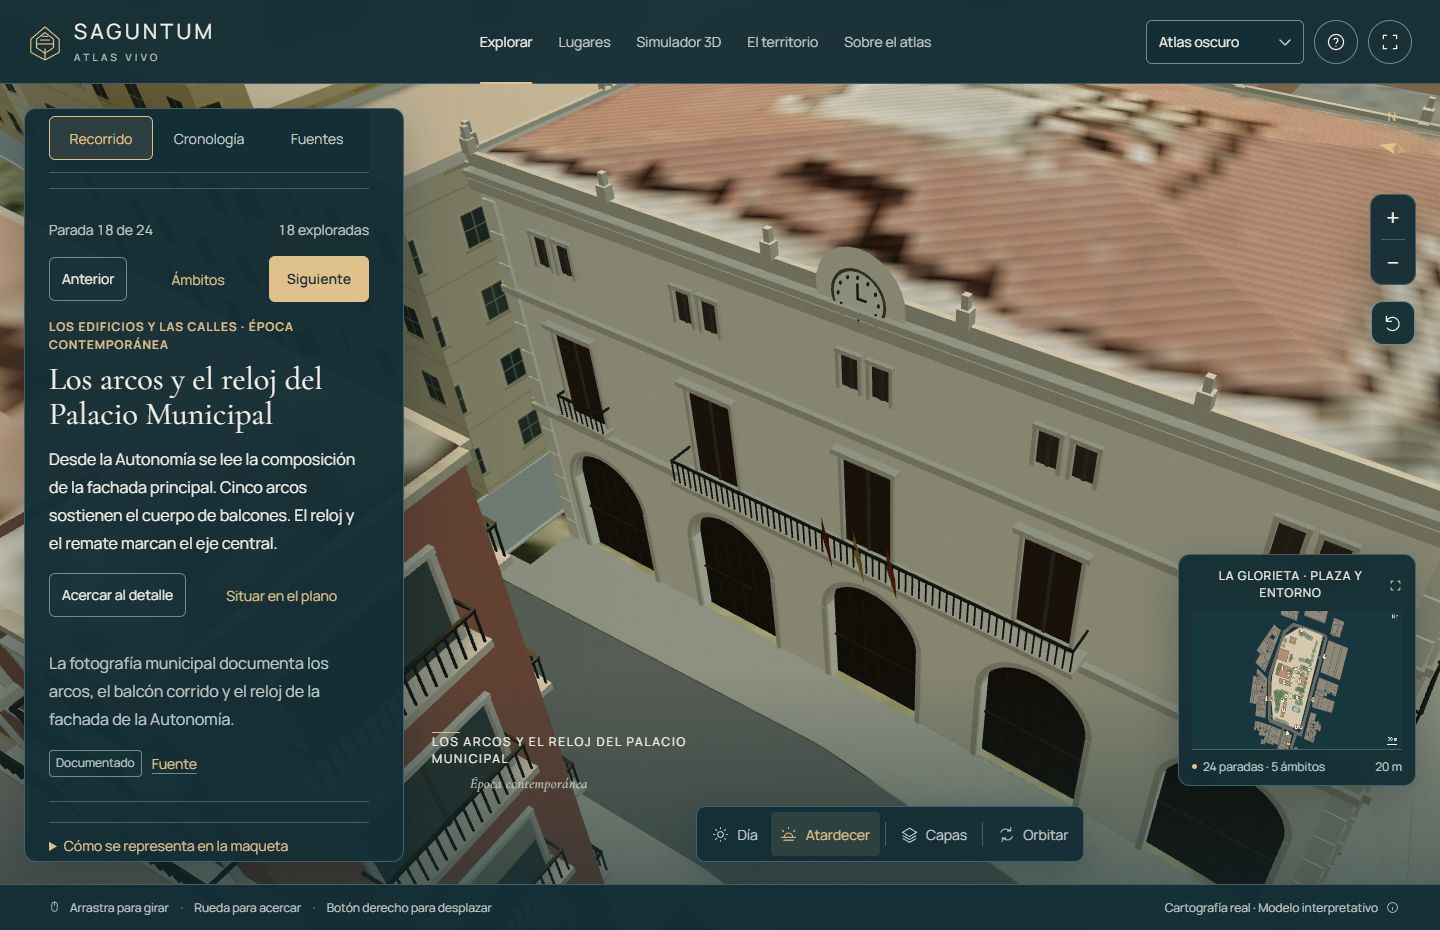 SAGUNTUM
ATLAS VIVO
Explorar
Lugares
Simulador 3D
El territorio
Sobre el atlas
Atlas oscuro
Recorrido
Cronología
Fuentes
Parada 18 de 24
18 exploradas
Anterior
Ámbitos
Siguiente
LOS EDIFICIOS Y LAS CALLES · ÉPOCA
CONTEMPORÁNEA
Los arcos y el reloj del
Palacio Municipal
Desde la Autonomía se lee la composición
de la fachada principal. Cinco arcos
sostienen el cuerpo de balcones. El reloj y
el remate marcan el eje central.
Acercar al detalle
Situar en el plano
La fotografía municipal documenta los
arcos, el balcón corrido y el reloj de la
fachada de la Autonomía.
Documentado
Fuente
Cómo se representa en la maqueta
LOS ARCOS Y EL RELOJ DEL PALACIO
MUNICIPAL
Época contemporánea
N
+
−
LA GLORIETA · PLAZA Y
ENTORNO
24 paradas · 5 ámbitos
20 m
Día
Atardecer
Capas
Orbitar
Arrastra para girar
·
Rueda para acercar
·
Botón derecho para desplazar
Cartografía real · Modelo interpretativo